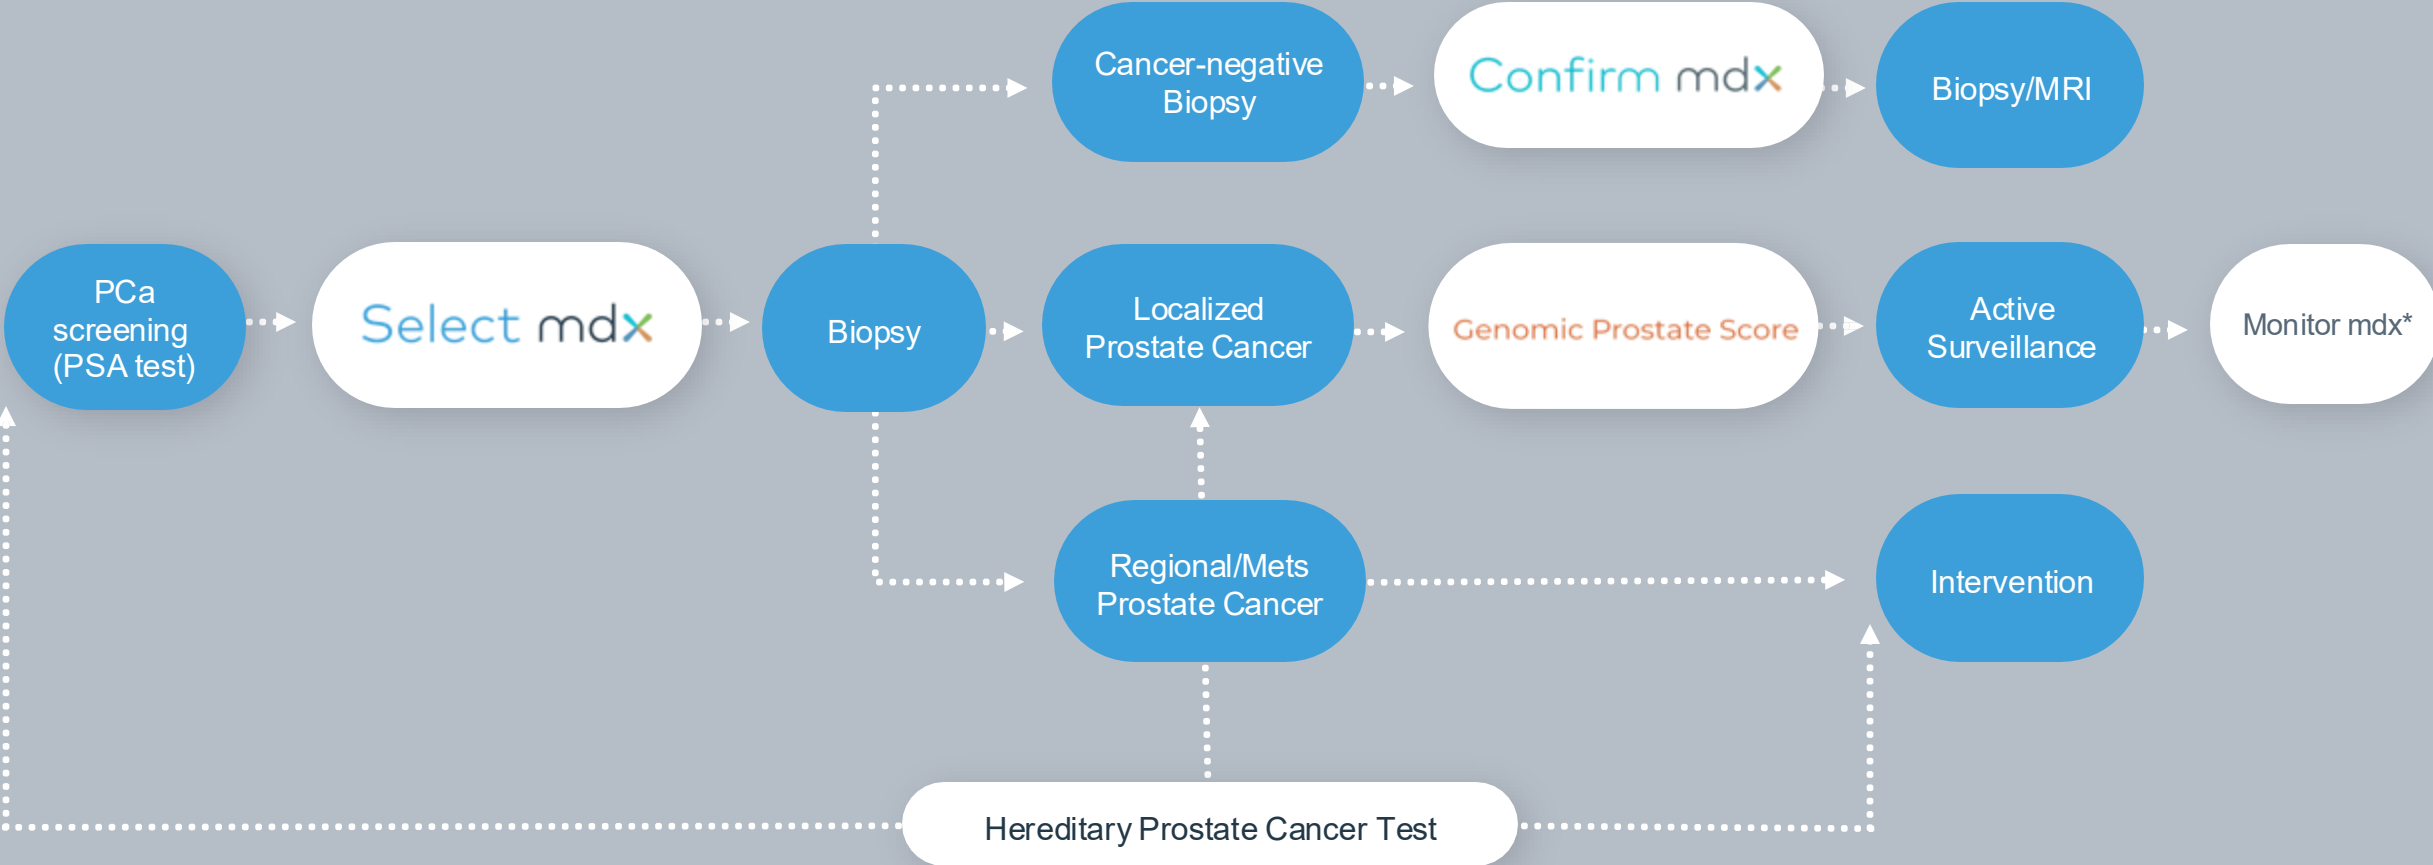 Cancer-negative
Biopsy
Confirm mdx
Biopsy/MRI
PCa
screening
(PSA test)
Select mdx
Biopsy
Localized
Prostate Cancer
Genomic Prostate Score
Active
Surveillance
Monitor mdx*
Regional/Mets
Prostate Cancer
Intervention
Hereditary Prostate Cancer Test